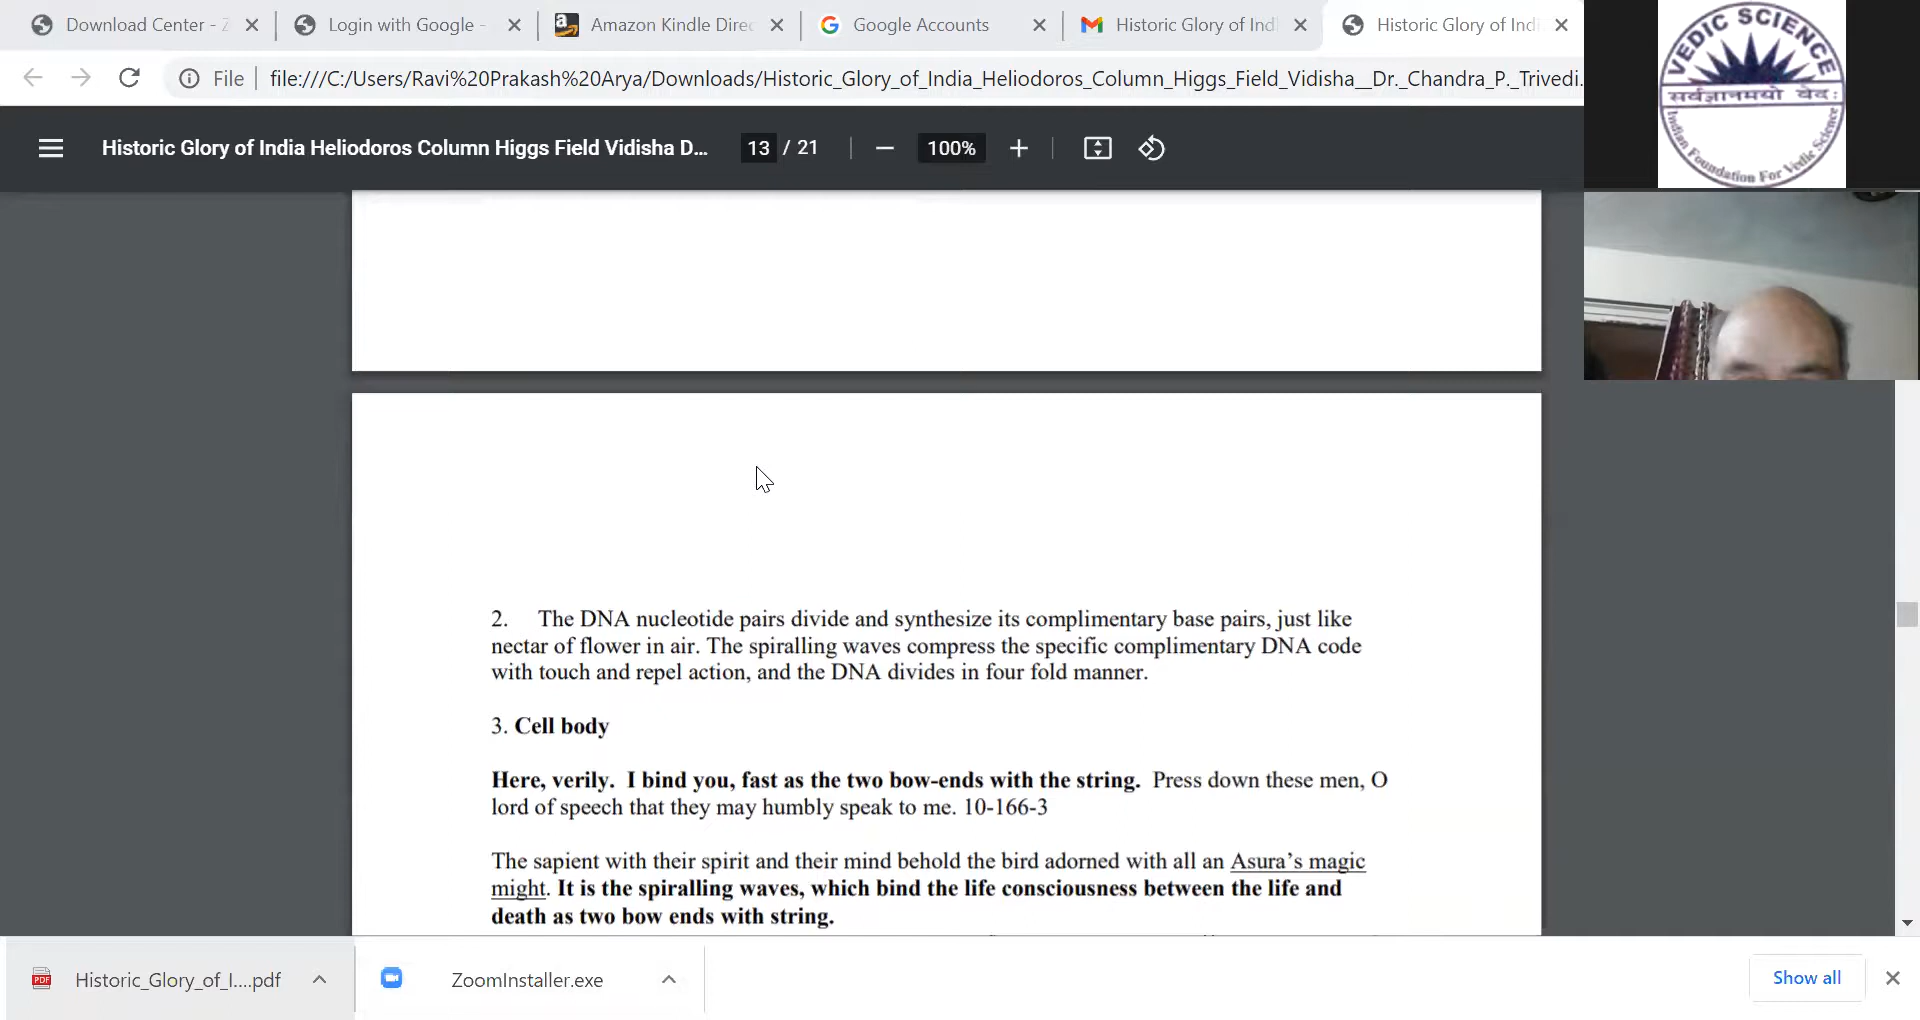 Download Center - Z
Login with Google -
Amazon Kindle Direc
Google Accounts
Historic Glory of Ind
Historic Glory of Ind
File
file:///C:/Users/Ravi%20Prakash%20Arya/Downloads/Historic_Glory_of_India_Heliodoros_Column_Higgs_Field_Vidisha__Dr._Chandra_P._Trivedi.
VEDIC SCIENCE
सर्वज्ञानमयो वेदः
Indian Foundation For Vedic Science
Historic Glory of India Heliodoros Column Higgs Field Vidisha D...
13 / 21
100%
2. The DNA nucleotide pairs divide and synthesize its complimentary base pairs, just like
nectar of flower in air. The spiralling waves compress the specific complimentary DNA code
with touch and repel action, and the DNA divides in four fold manner.
3. Cell body
Here, verily. I bind you, fast as the two bow-ends with the string. Press down these men, O
lord of speech that they may humbly speak to me. 10-166-3
The sapient with their spirit and their mind behold the bird adorned with all an Asura’s magic
might. It is the spiralling waves, which bind the life consciousness between the life and
death as two bow ends with string.
PDF
Historic_Glory_of_I....pdf
ZoomInstaller.exe
Show all